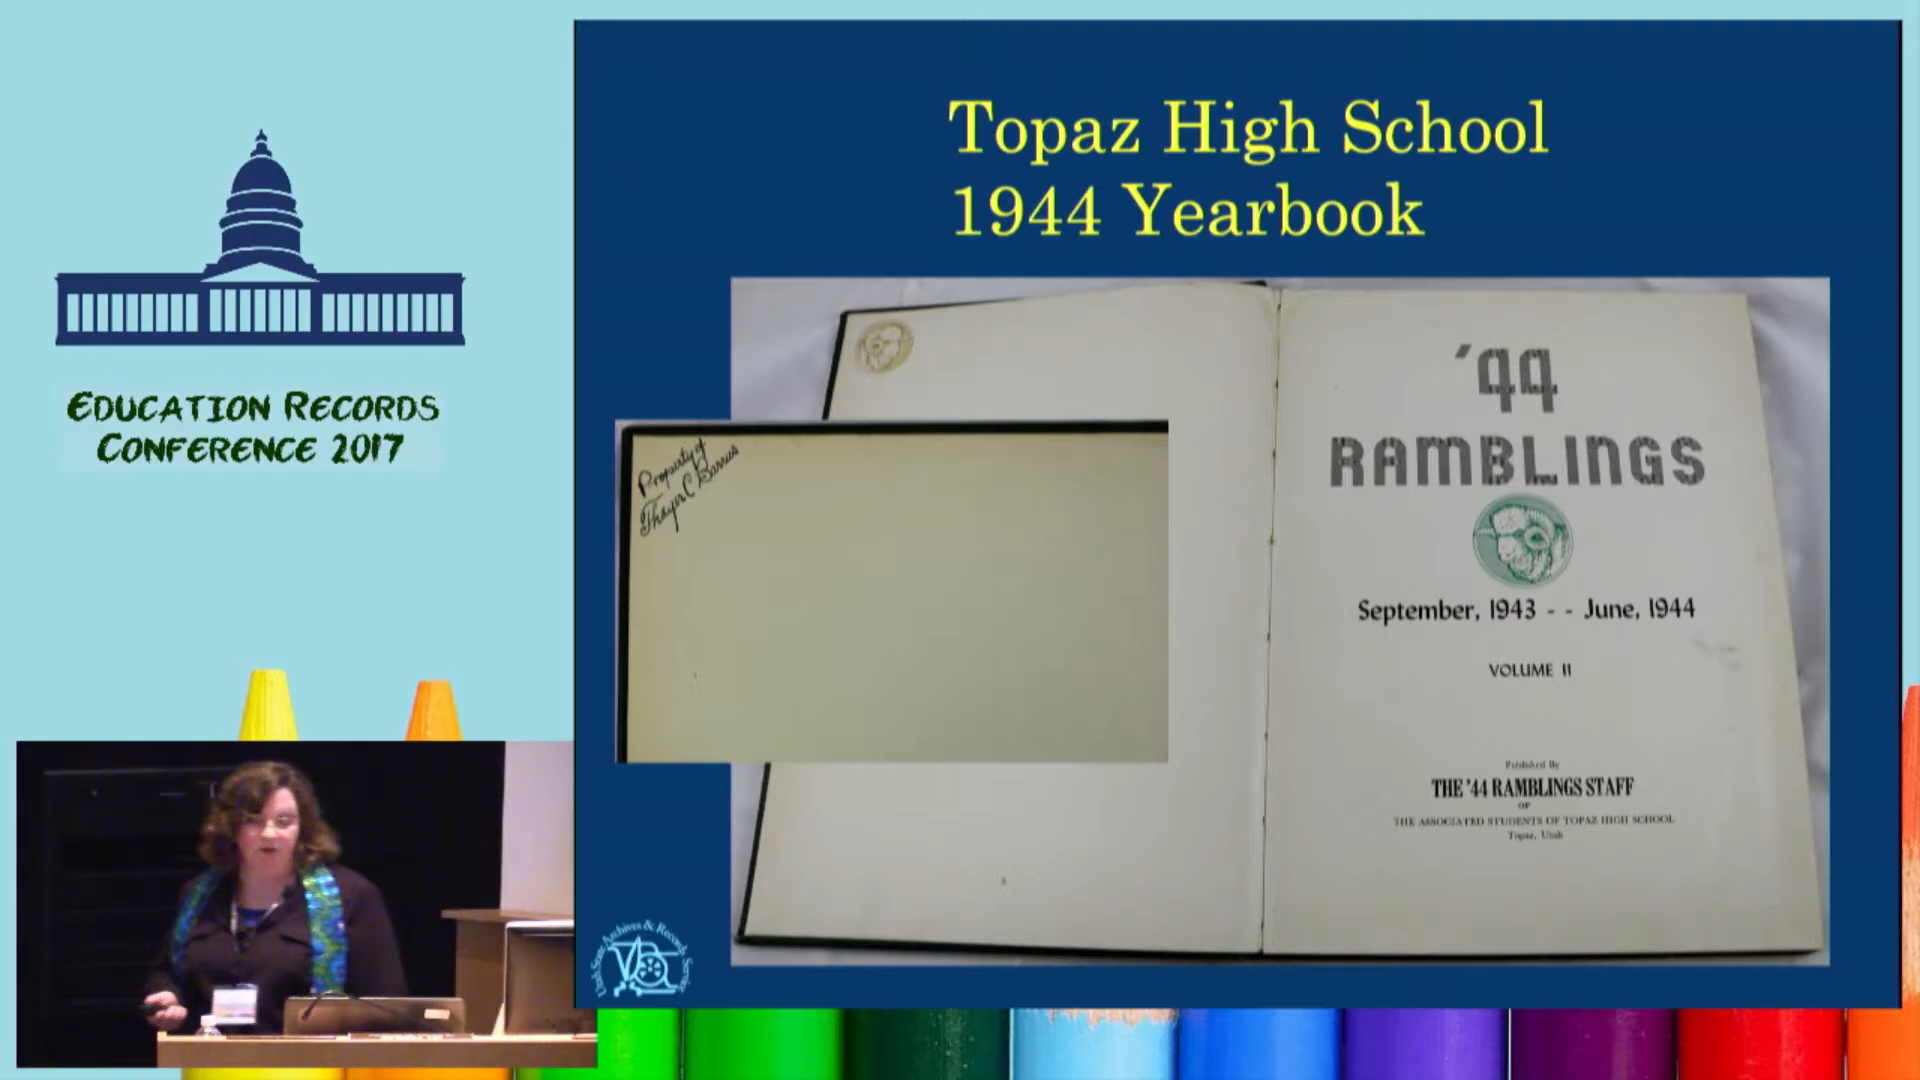 Topaz High School
1944 Yearbook
Education Records
Conference 2017
Property of
Thayer C Barrus
'44
RAMBLINGS
September, 1943 - - June, 1944
VOLUME II
Published By
THE '44 RAMBLINGS STAFF
OF
THE ASSOCIATED STUDENTS OF TOPAZ HIGH SCHOOL
Topaz, Utah
Utah State Archives & Records Service